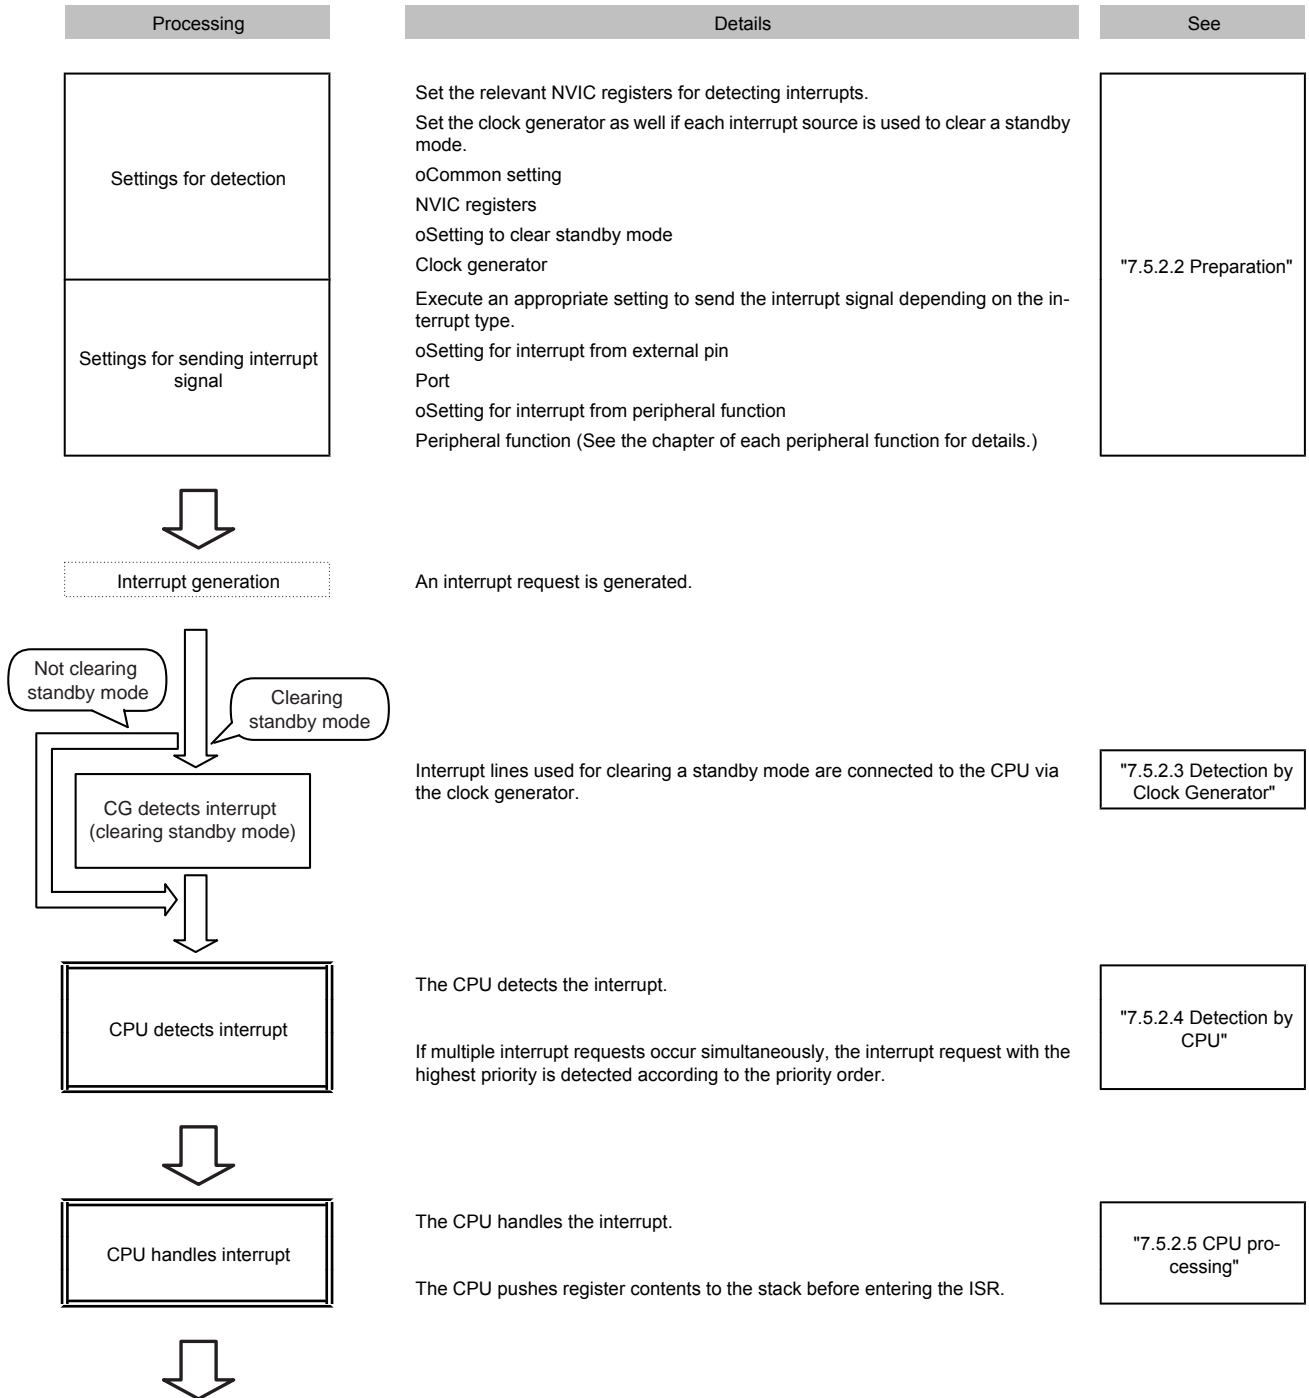 Processing
Details
See
Settings for detection
Set the relevant NVIC registers for detecting interrupts.
Set the clock generator as well if each interrupt source is used to clear a standby
mode.
oCommon setting
NVIC registers
oSetting to clear standby mode
Clock generator
"7.5.2.2 Preparation"
Settings for sending interrupt
signal
Execute an appropriate setting to send the interrupt signal depending on the in-
terrupt type.
oSetting for interrupt from external pin
Port
oSetting for interrupt from peripheral function
Peripheral function (See the chapter of each peripheral function for details.)
Interrupt generation
An interrupt request is generated.
Not clearing
standby mode
Clearing
standby mode
CG detects interrupt
(clearing standby mode)
Interrupt lines used for clearing a standby mode are connected to the CPU via
the clock generator.
"7.5.2.3 Detection by
Clock Generator"
CPU detects interrupt
The CPU detects the interrupt.
If multiple interrupt requests occur simultaneously, the interrupt request with the
highest priority is detected according to the priority order.
"7.5.2.4 Detection by
CPU"
CPU handles interrupt
The CPU handles the interrupt.
The CPU pushes register contents to the stack before entering the ISR.
"7.5.2.5 CPU pro-
cessing"